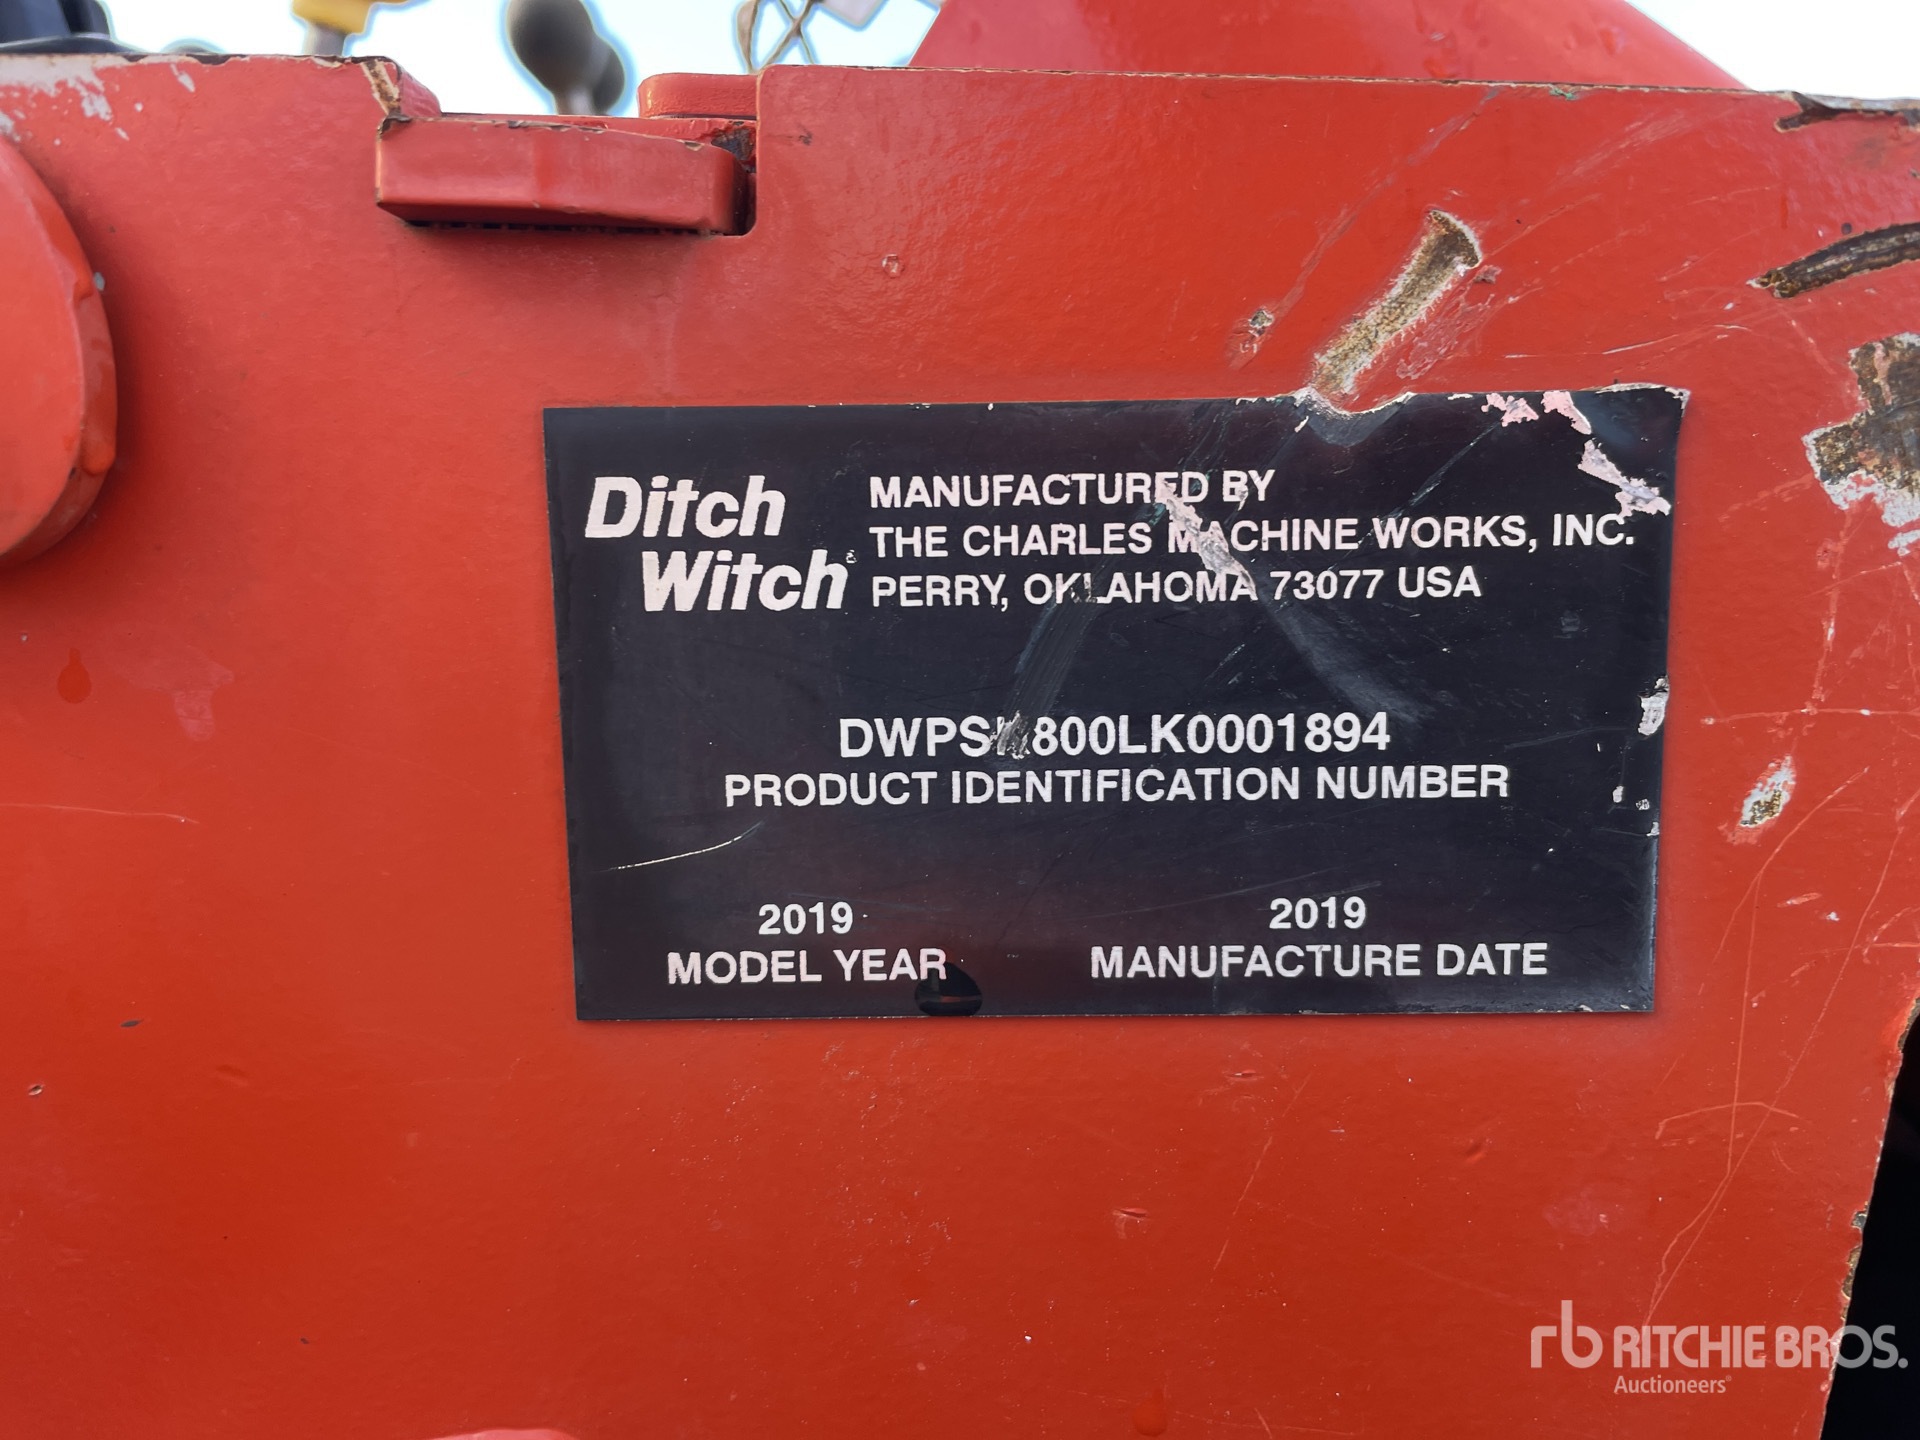 Ditch
Witch®
MANUFACTURED BY
THE CHARLES MACHINE WORKS, INC.
PERRY, OKLAHOMA 73077 USA
PRODUCT IDENTIFICATION NUMBER
2019
MODEL YEAR
2019
MANUFACTURE DATE
rb RITCHIE BROS.
Auctioneers®